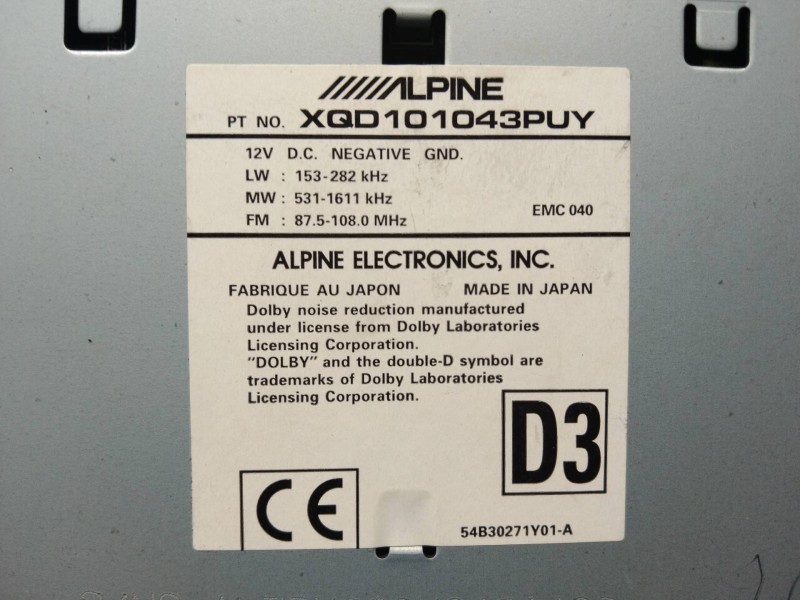 ALPINE
PT NO. XQD101043PUY
12V D.C. NEGATIVE GND.
LW : 153-282 kHz
MW : 531-1611 kHz
FM : 87.5-108.0 MHz
EMC 040
ALPINE ELECTRONICS, INC.
FABRIQUE AU JAPON MADE IN JAPAN
Dolby noise reduction manufactured
under license from Dolby Laboratories
Licensing Corporation.
"DOLBY" and the double-D symbol are
trademarks of Dolby Laboratories
Licensing Corporation.
D3
CE
54B30271Y01-A